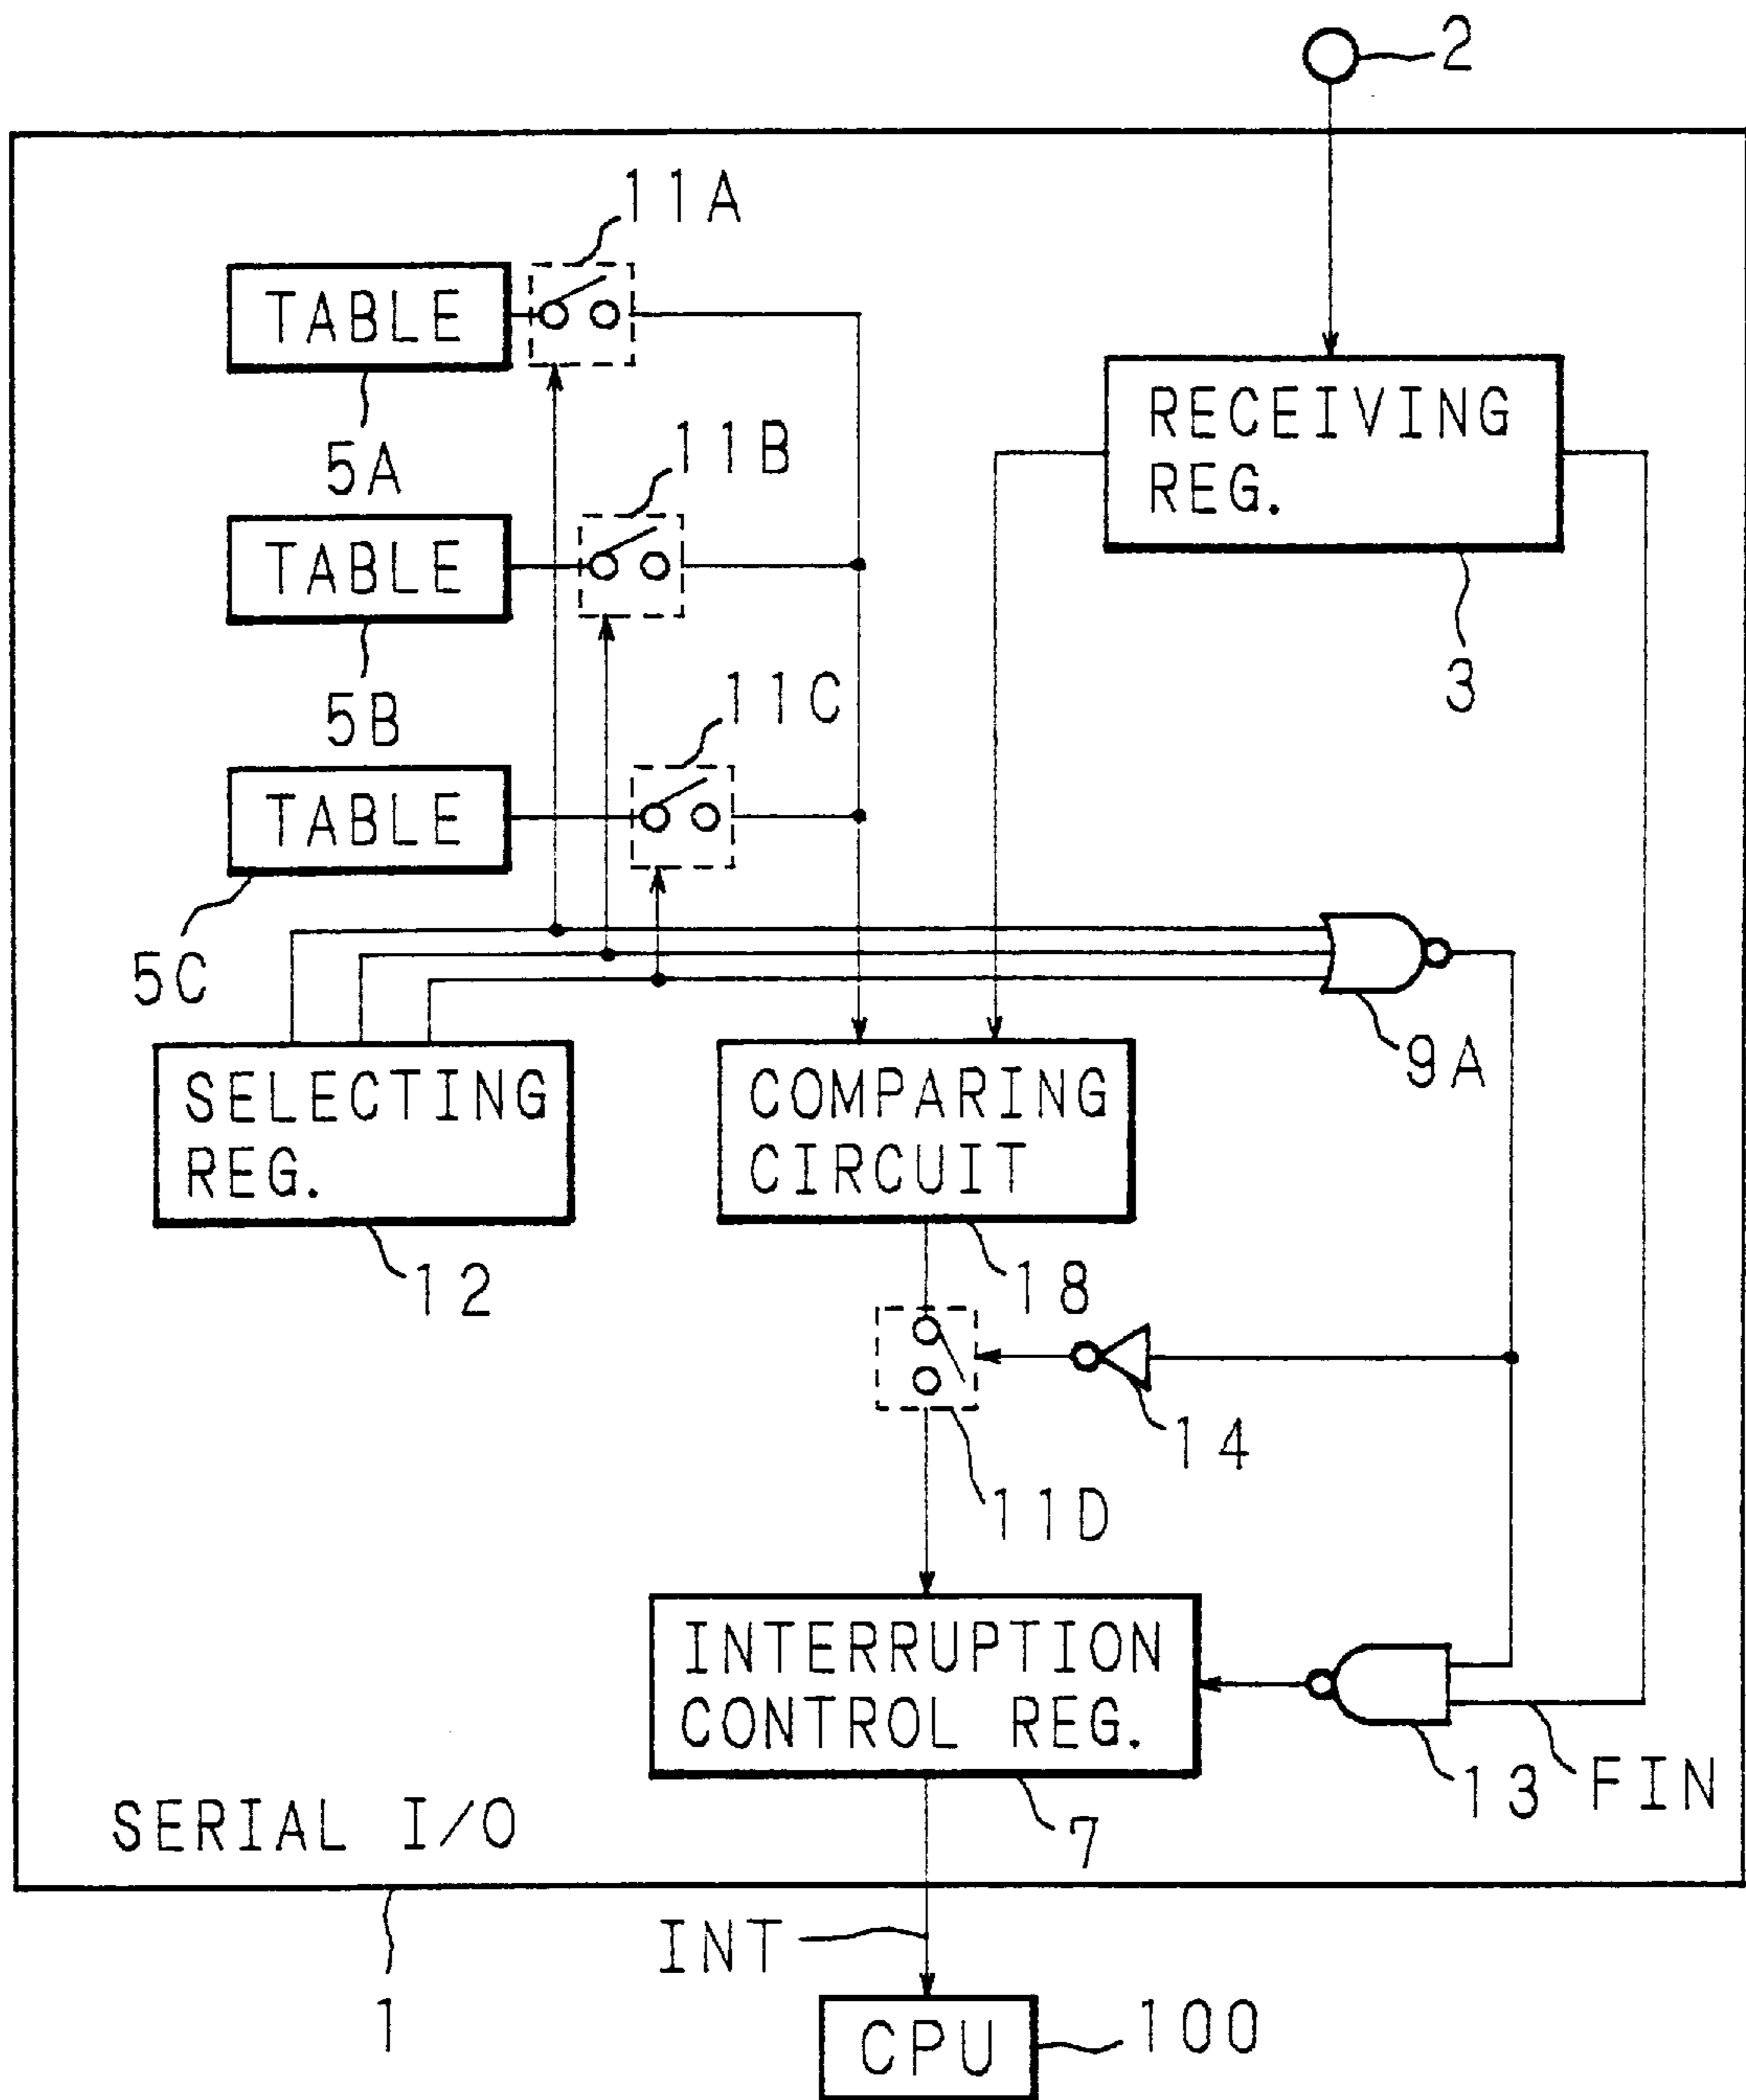 2
11A
TABLE
5A
11B
RECEIVING
REG.
TABLE
3
5B
11C
TABLE
5C
9A
SELECTING
REG.
COMPARING
CIRCUIT
12
18
14
11D
INTERRUPTION
CONTROL REG.
13
FIN
7
SERIAL I/O
INT
1
CPU
100